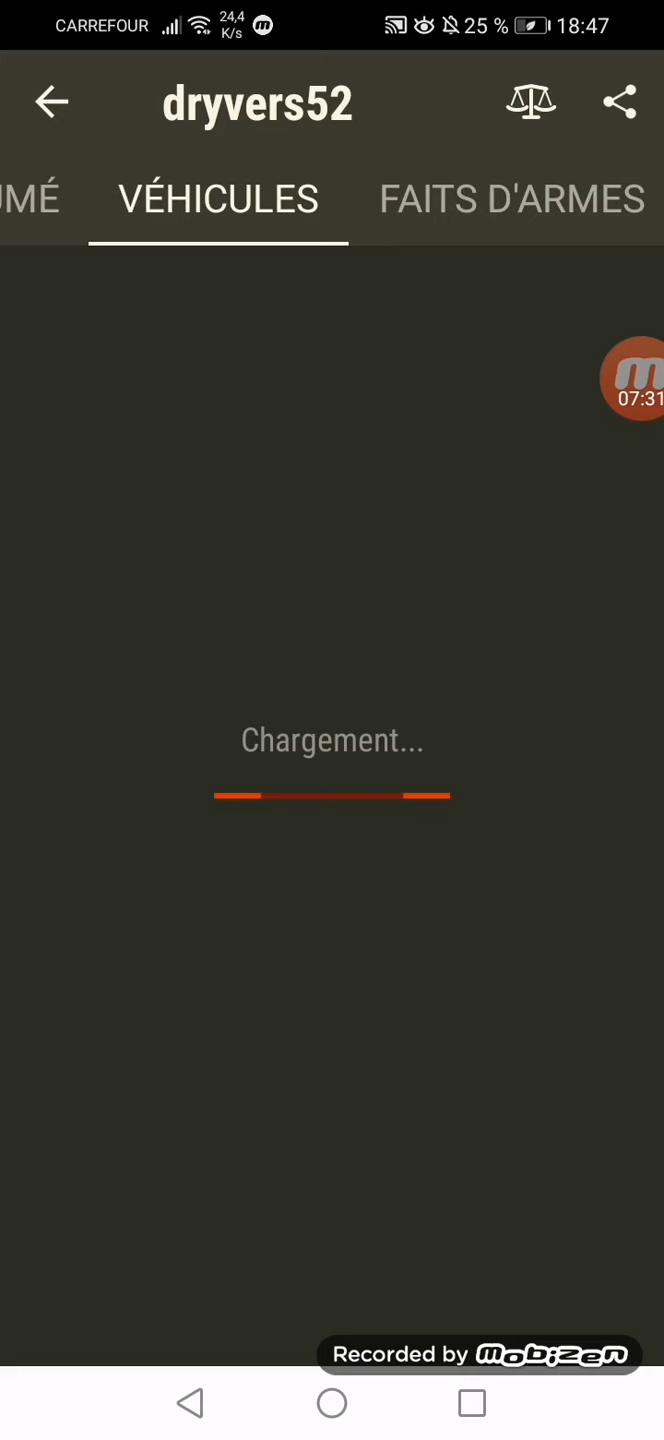 CARREFOUR 24,4 K/s 25 % 18:47
dryvers52
UMÉ VÉHICULES FAITS D'ARMES
07:31
Chargement...
Recorded by mobizen